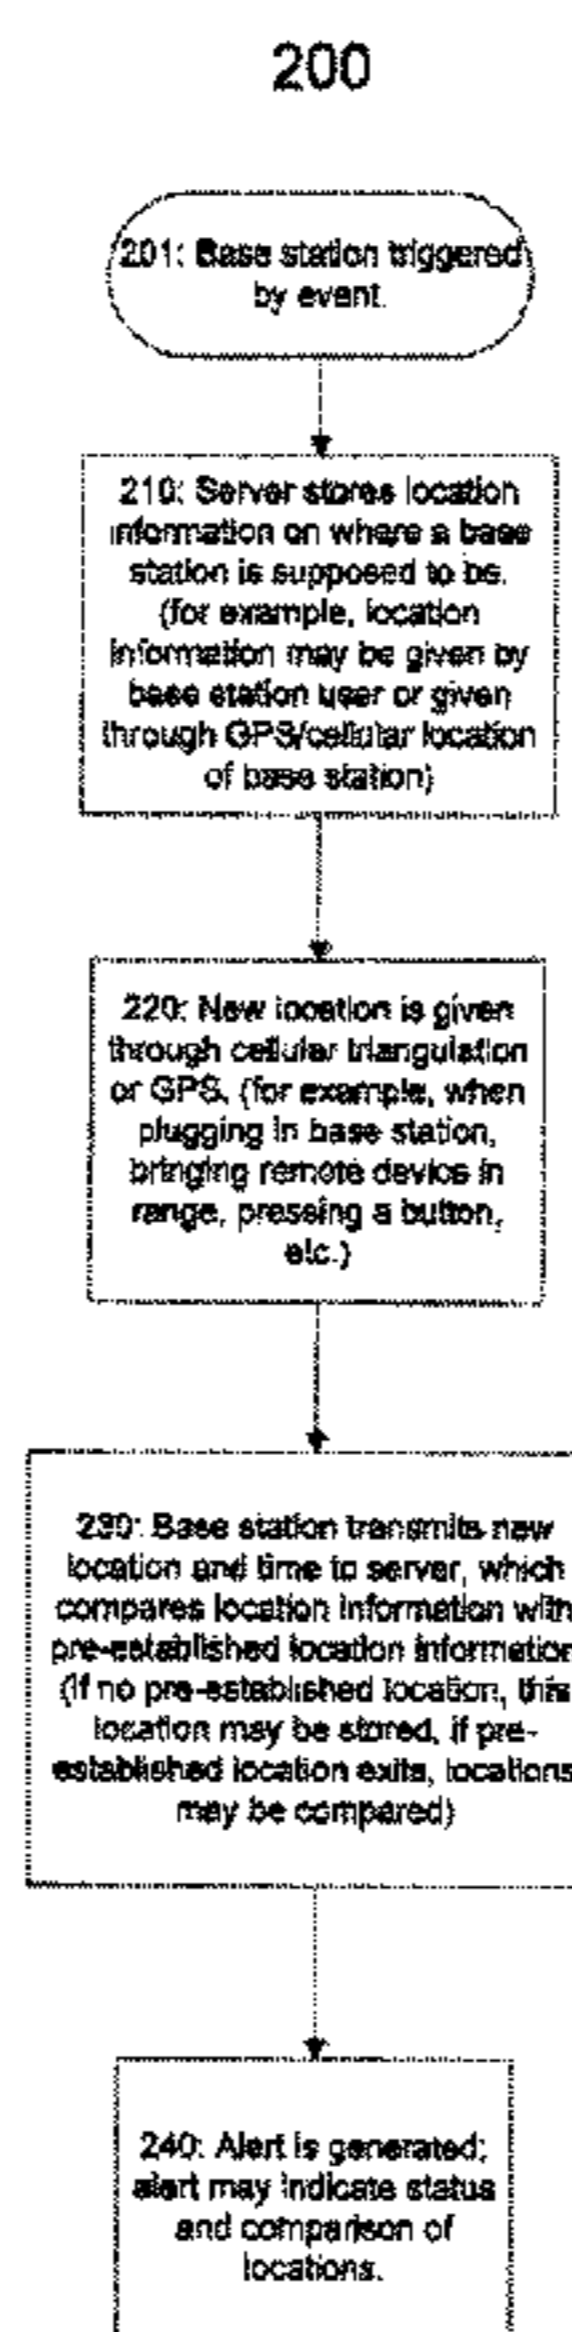 200
201: Base station triggered
by event.
210: Server stores location
information on where a base
station is supposed to be.
(for example, location
information may be given by
base station user or given
through GPS/cellular location
of base station)
220: New location is given
through cellular triangulation
or GPS. (for example, when
plugging in base station,
bringing remote device in
range, pressing a button,
etc.)
230: Base station transmits new
location and time to server, which
compares location information with
pre-established location information
(if no pre-established location, this
location may be stored, if pre-
established location exits, locations
may be compared)
240: Alert is generated;
alert may indicate status
and comparison of
locations.